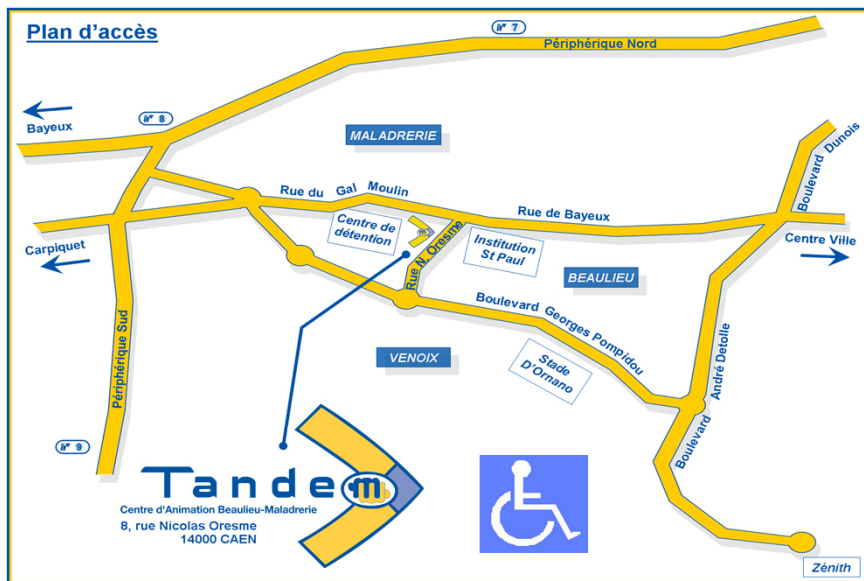 Plan d'accès
N° 7
Périphérique Nord
N° 8
Bayeux
MALADRERIE
Boulevard Dunois
Rue du Gal Moulin
Rue de Bayeux
Centre de
détention
Rue N. Oresme
Institution
St Paul
Carpiquet
Centre Ville
BEAULIEU
Périphérique Sud
Boulevard Georges Pompidou
VENOIX
Stade
D'Ornano
Boulevard André Detolle
N° 9
Tandem
Centre d'Animation Beaulieu-Maladrerie
8, rue Nicolas Oresme
14000 CAEN
Zénith